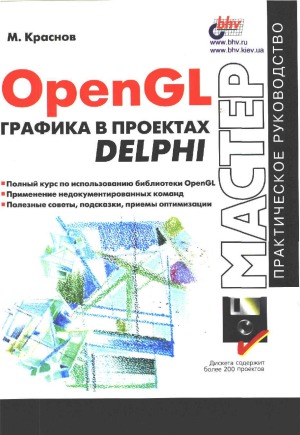 М. Краснов
bhv
www.bhv.ru
www.bhv.kiev.ua
OpenGL
ГРАФИКА В ПРОЕКТАХ
DELPHI
Полный курс по использованию библиотеки OpenGL
Применение недокументированных команд
Полезные советы, подсказки, приемы оптимизации
МАСТЕР
ПРАКТИЧЕСКОЕ РУКОВОДСТВО
Дискета содержит
более 200 проектов